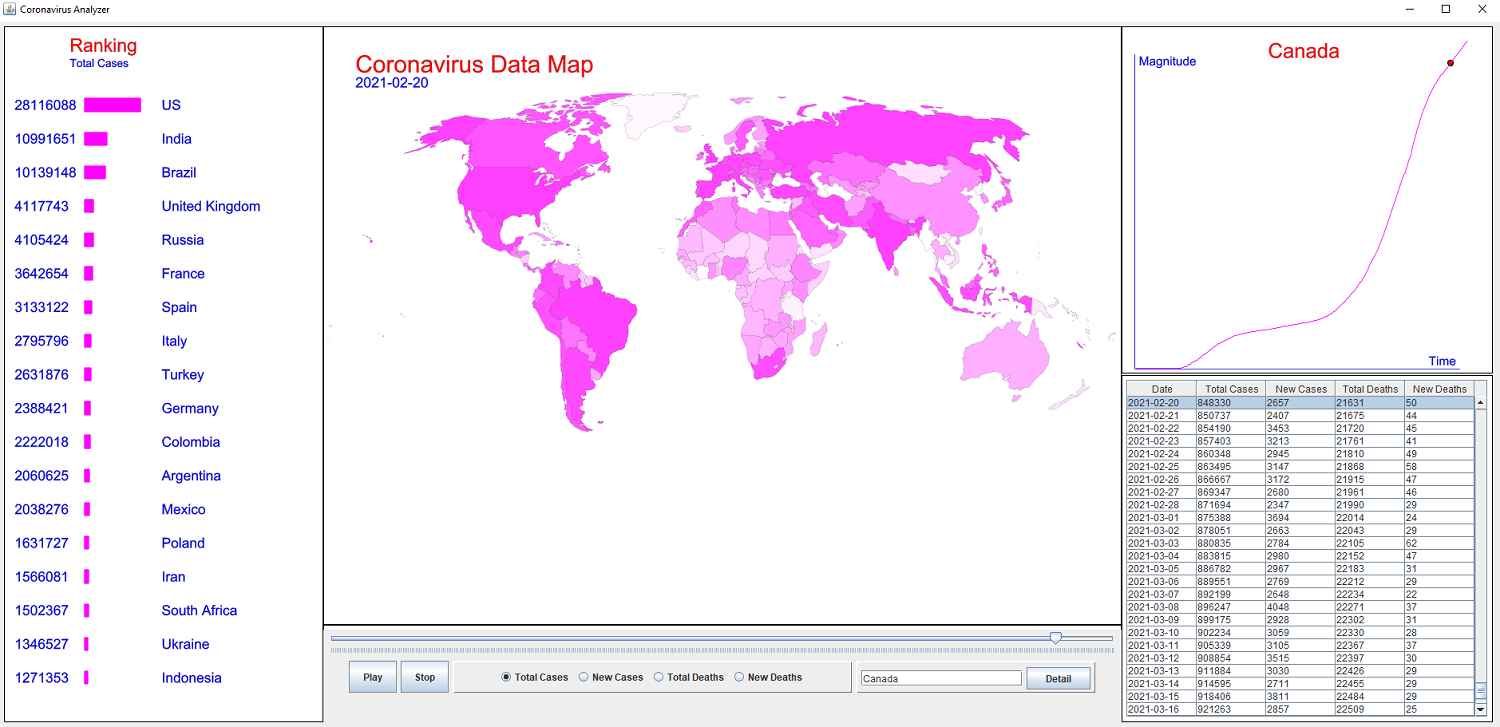 Coronavirus Analyzer
Ranking
Total Cases
28116088 US
10991651 India
10139148 Brazil
4117743 United Kingdom
4105424 Russia
3642654 France
3133122 Spain
2795796 Italy
2631876 Turkey
2388421 Germany
2222018 Colombia
2060625 Argentina
2038276 Mexico
1631727 Poland
1566081 Iran
1502367 South Africa
1346527 Ukraine
1271353 Indonesia
Coronavirus Data Map
2021-02-20
Play Stop Total Cases New Cases Total Deaths New Deaths Canada Detail
Canada
Magnitude
Time
Date Total Cases New Cases Total Deaths New Deaths
2021-02-20 848330 2657 21631 50
2021-02-21 850737 2407 21675 44
2021-02-22 854190 3453 21720 45
2021-02-23 857403 3213 21761 41
2021-02-24 860348 2945 21810 49
2021-02-25 863495 3147 21868 58
2021-02-26 866667 3172 21915 47
2021-02-27 869347 2680 21961 46
2021-02-28 871694 2347 21990 29
2021-03-01 875388 3694 22014 24
2021-03-02 878051 2663 22043 29
2021-03-03 880835 2784 22105 62
2021-03-04 883815 2980 22152 47
2021-03-05 886782 2967 22183 31
2021-03-06 889551 2769 22212 29
2021-03-07 892199 2648 22234 22
2021-03-08 896247 4048 22271 37
2021-03-09 899175 2928 22302 31
2021-03-10 902234 3059 22330 28
2021-03-11 905339 3105 22367 37
2021-03-12 908854 3515 22397 30
2021-03-13 911884 3030 22426 29
2021-03-14 914595 2711 22455 29
2021-03-15 918406 3811 22484 29
2021-03-16 921263 2857 22509 25